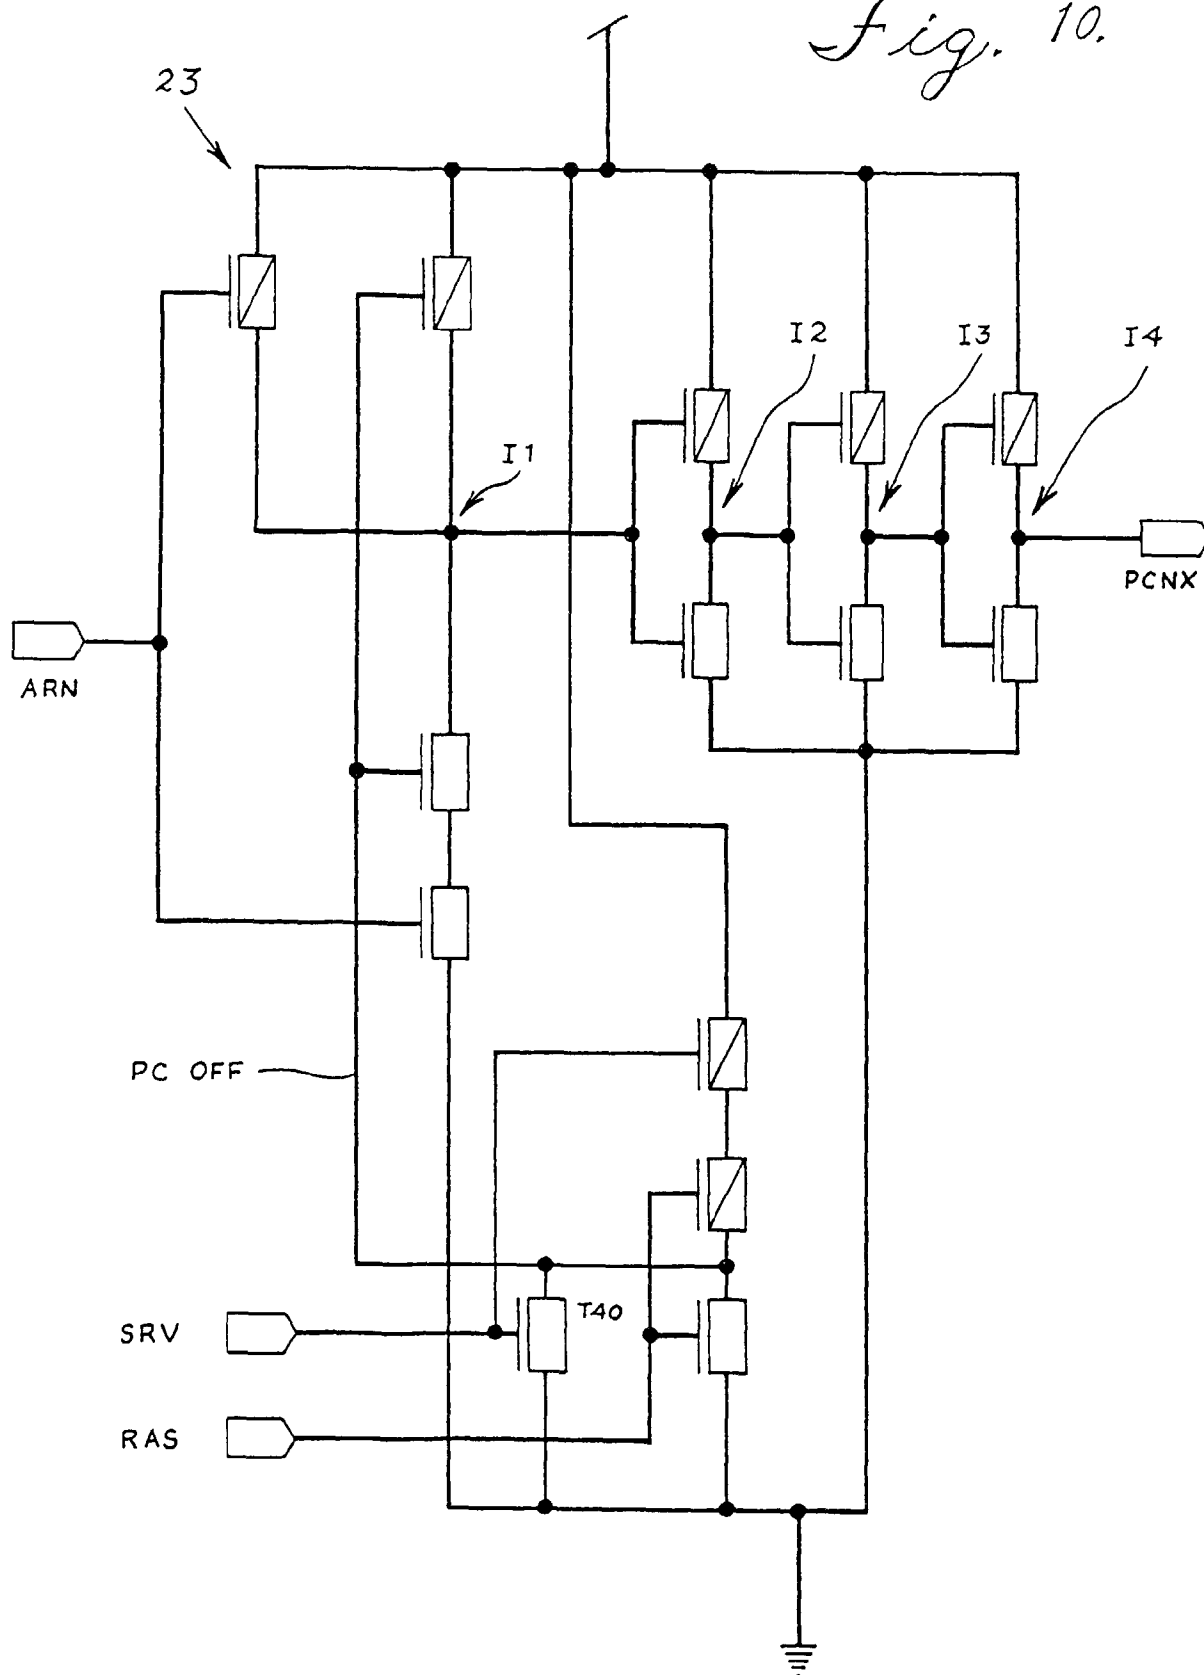 Fig. 10.
23
I2
I3
I4
I1
PCNX
ARN
PC OFF
T40
SRV
RAS